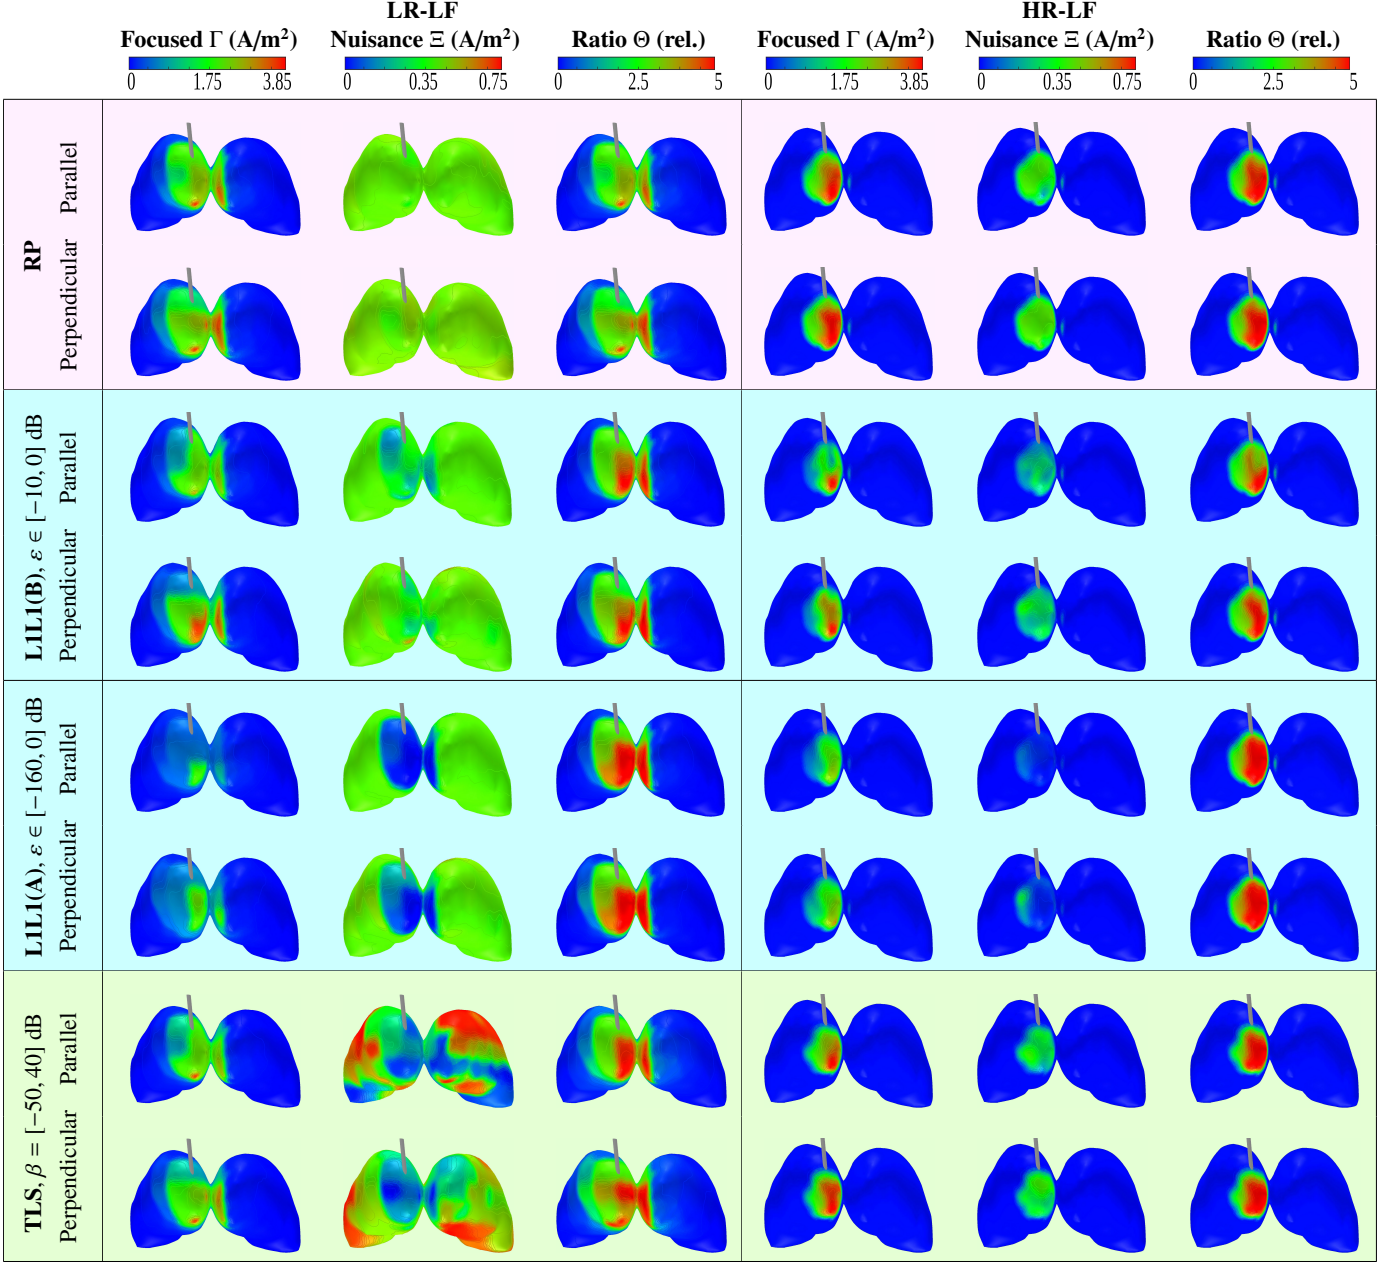 LR-LF
HR-LF
Focused Γ (A/m²) Nuisance Ξ (A/m²) Ratio Θ (rel.) Focused Γ (A/m²) Nuisance Ξ (A/m²) Ratio Θ (rel.)
0 1.75 3.85 0 0.35 0.75 0 2.5 5 0 1.75 3.85 0 0.35 0.75 0 2.5 5
RP
Parallel
Perpendicular
L1L1(B), ε ∈ [−10, 0] dB
Parallel
Perpendicular
L1L1(A), ε ∈ [−160, 0] dB
Parallel
Perpendicular
TLS, β = [−50, 40] dB
Parallel
Perpendicular